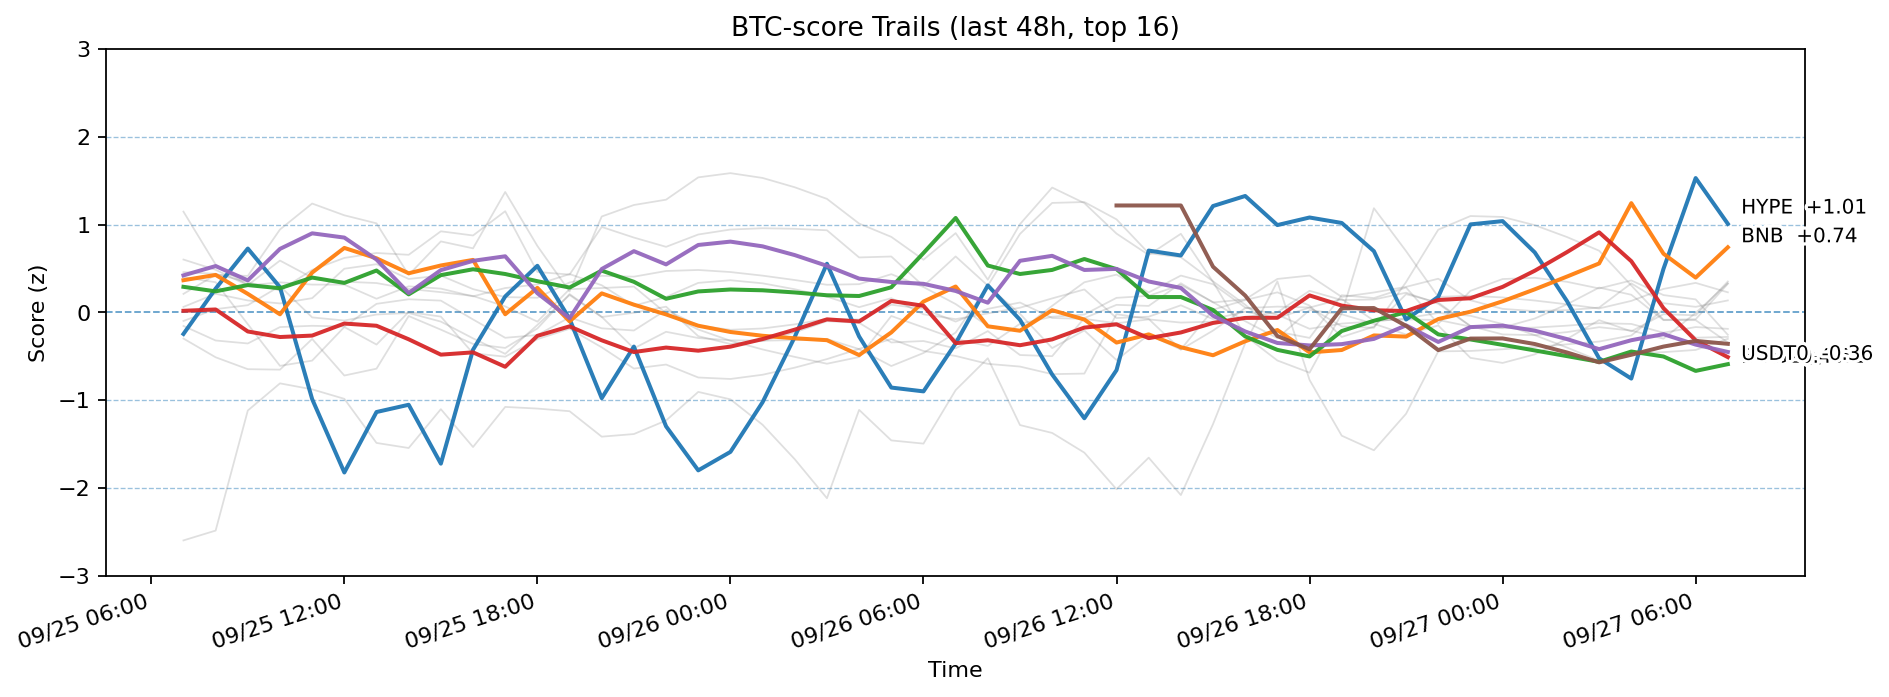 BTC-score Trails (last 48h, top 16)
Score (z)
3
2
1
0
−1
−2
−3
HYPE +1.01
BNB +0.74
USDT0 -0.36
09/25 06:00
09/25 12:00
09/25 18:00
09/26 00:00
09/26 06:00
09/26 12:00
09/26 18:00
09/27 00:00
09/27 06:00
Time